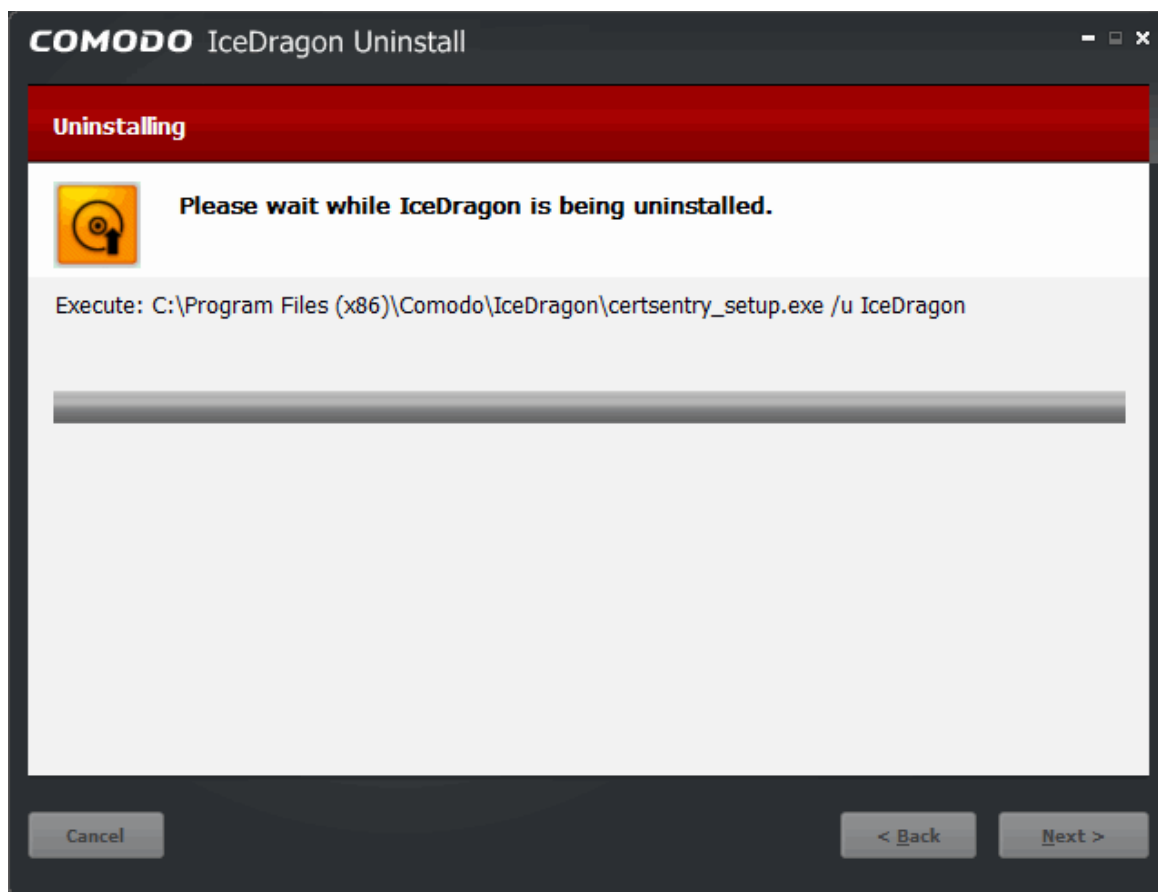 COMODO IceDragon Uninstall
Uninstalling
Please wait while IceDragon is being uninstalled.
Execute: C:\Program Files (x86)\Comodo\IceDragon\certsentry_setup.exe /u IceDragon
Cancel
< Back
Next >